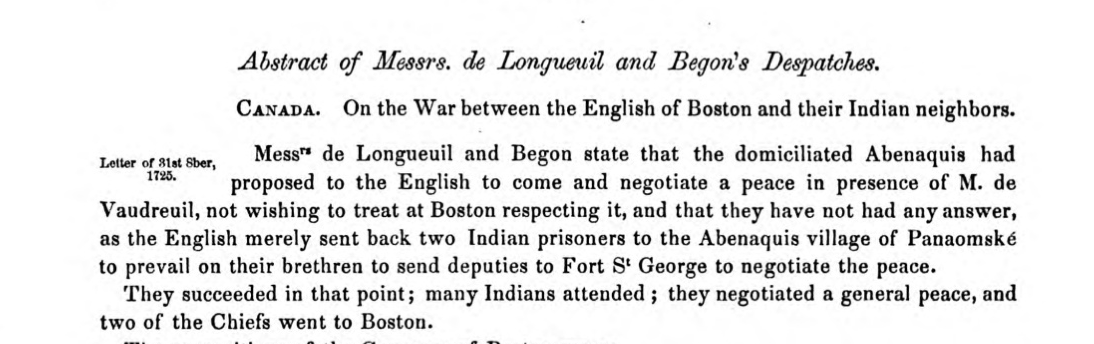 Abstract of Messrs. de Longueuil and Begon's Despatches.
CANADA. On the War between the English of Boston and their Indian neighbors.
Letter of 31st 8ber,
1725.
Messrs de Longueuil and Begon state that the domiciliated Abenaquis had
proposed to the English to come and negotiate a peace in presence of M. de
Vaudreuil, not wishing to treat at Boston respecting it, and that they have not had any answer,
as the English merely sent back two Indian prisoners to the Abenaquis village of Panaomské
to prevail on their brethren to send deputies to Fort St George to negotiate the peace.
They succeeded in that point; many Indians attended; they negotiated a general peace, and
two of the Chiefs went to Boston.